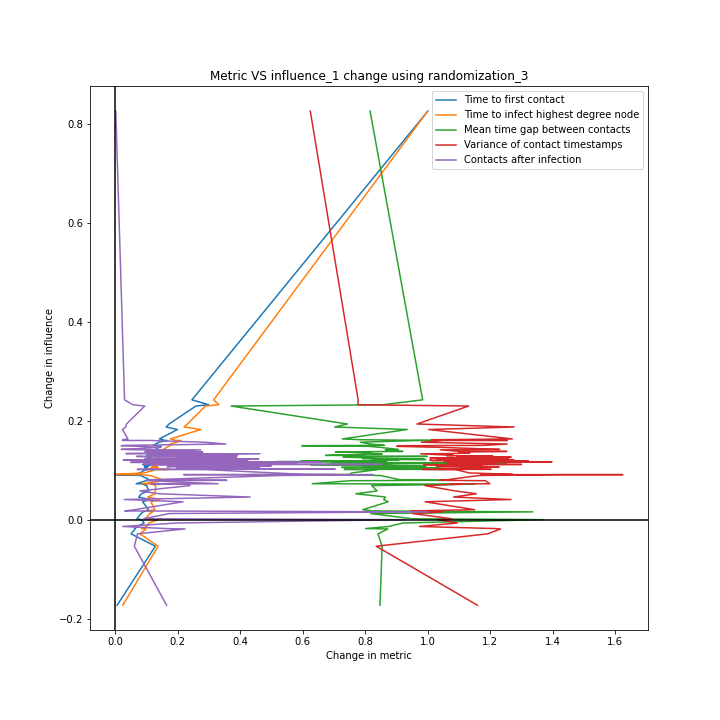 Metric VS influence_1 change using randomization_3
Time to first contact
Time to infect highest degree node
Mean time gap between contacts
Variance of contact timestamps
Contacts after infection
Change in influence
0.8
0.6
0.4
0.2
0.0
−0.2
0.0 0.2 0.4 0.6 0.8 1.0 1.2 1.4 1.6
Change in metric